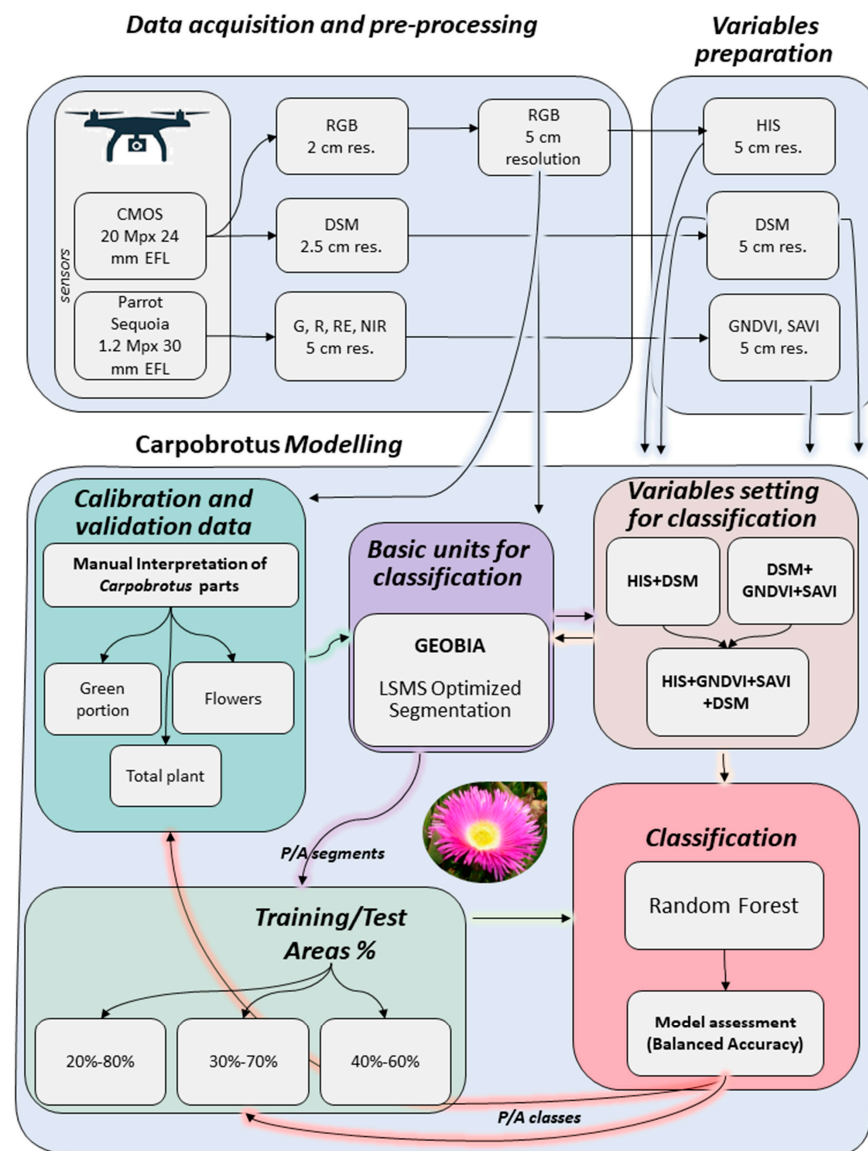 Data acquisition and pre-processing
Variables
preparation
sensors
CMOS
20 Mpx 24
mm EFL
Parrot
Sequoia
1.2 Mpx 30
mm EFL
RGB
2 cm res.
DSM
2.5 cm res.
G, R, RE, NIR
5 cm res.
RGB
5 cm
resolution
HIS
5 cm res.
DSM
5 cm res.
GNDVI, SAVI
5 cm res.
Carpobrotus Modelling
Calibration and
validation data
Manual Interpretation of
Carpobrotus parts
Green
portion
Flowers
Total plant
Basic units for
classification
GEOBIA
LSMS Optimized
Segmentation
Variables setting
for classification
HIS+DSM
DSM+
GNDVI+SAVI
HIS+GNDVI+SAVI
+DSM
P/A segments
Training/Test
Areas %
20%-80%
30%-70%
40%-60%
Classification
Random Forest
Model assessment
(Balanced Accuracy)
P/A classes